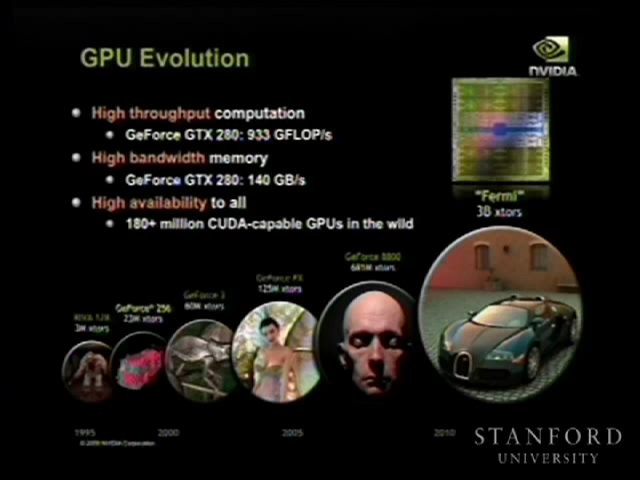 GPU Evolution
NVIDIA
High throughput computation
GeForce GTX 280: 933 GFLOP/s
High bandwidth memory
GeForce GTX 280: 140 GB/s
High availability to all
180+ million CUDA-capable GPUs in the wild
"Fermi"
3B xtors
GeForce 8800
681M xtors
GeForce FX
125M xtors
GeForce 3
60M xtors
GeForce® 256
23M xtors
RIVA 128
3M xtors
1995
2000
2005
2010
© 2009 NVIDIA Corporation
STANFORD
UNIVERSITY